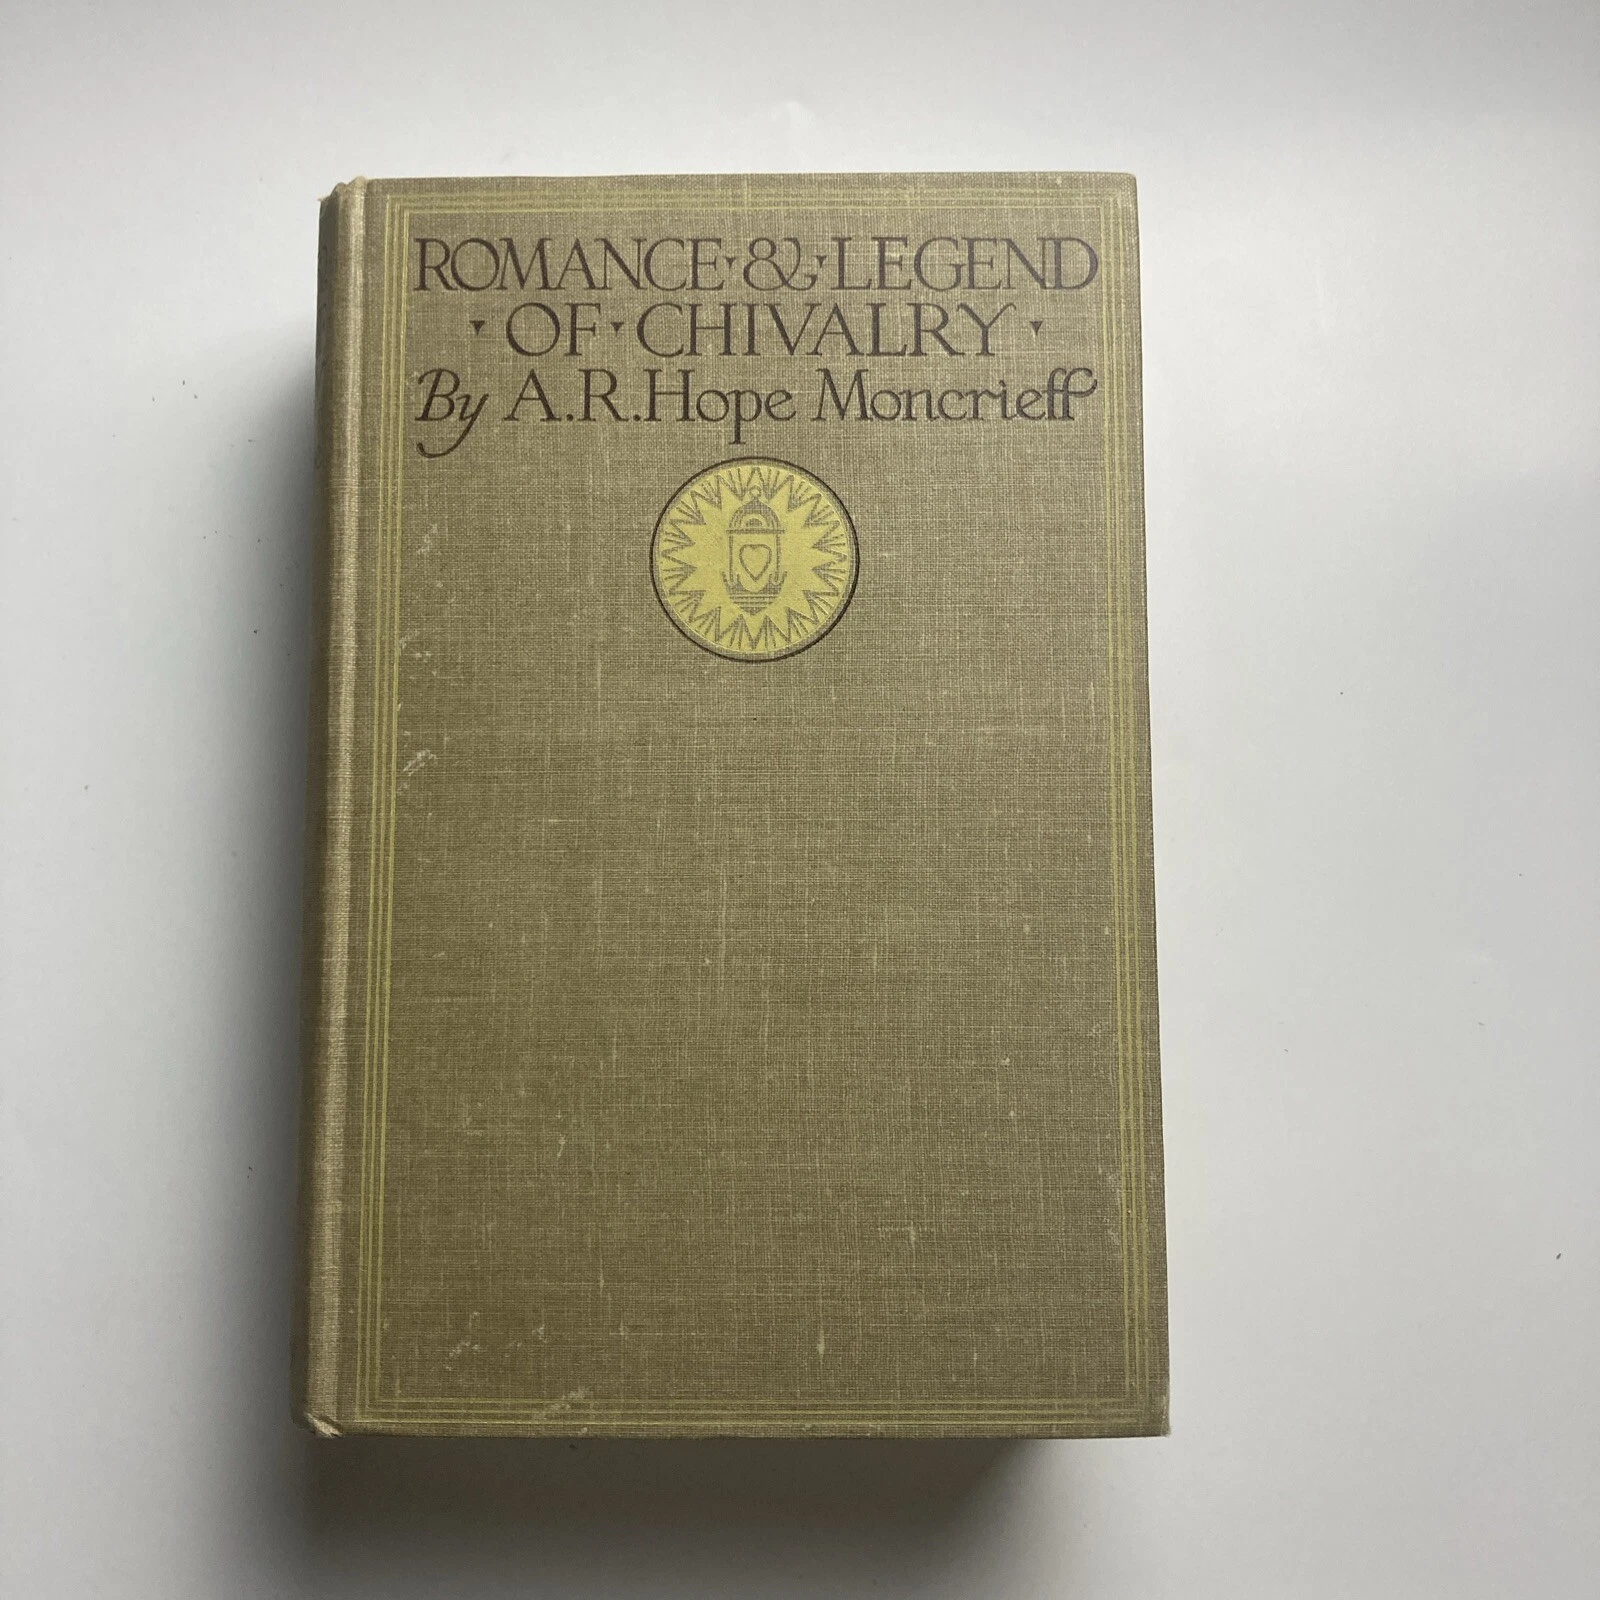 ROMANCE & LEGEND
OF CHIVALRY
By A.R. Hope Moncrieff